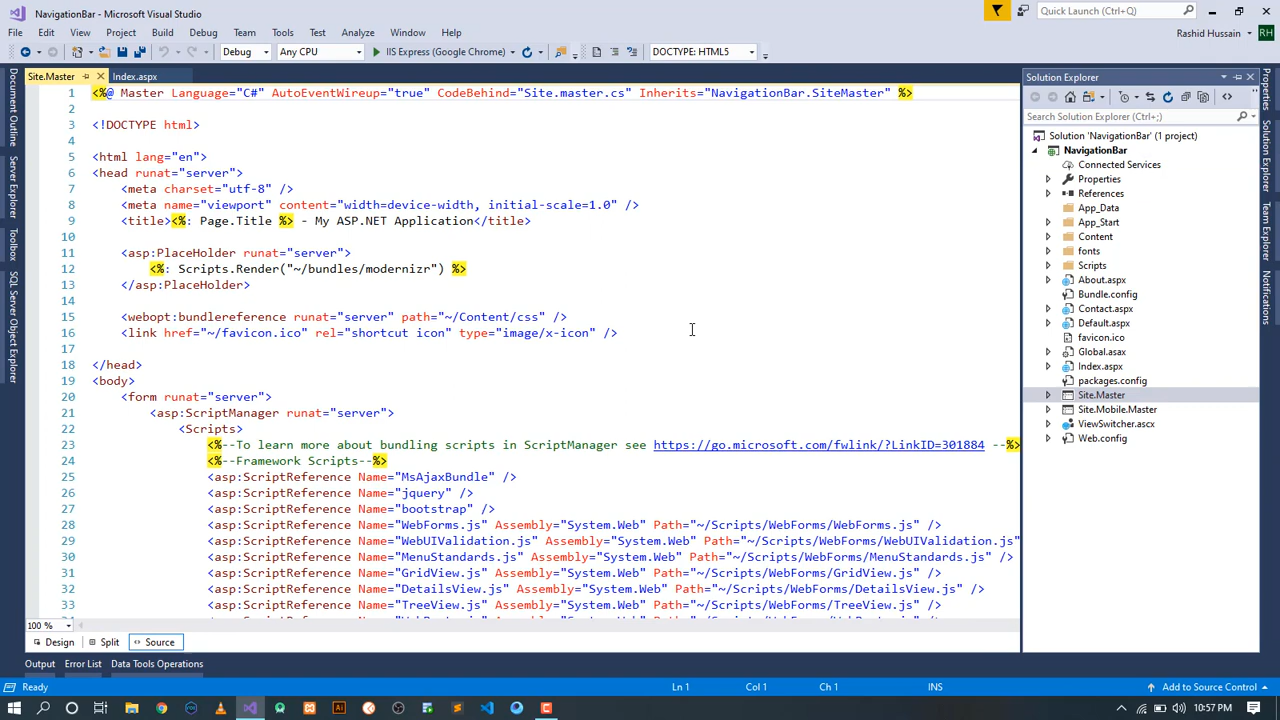 NavigationBar - Microsoft Visual Studio
Quick Launch (Ctrl+Q)
File Edit View Project Build Debug Team Tools Test Analyze Window Help
Rashid Hussain RH
Debug Any CPU IIS Express (Google Chrome) DOCTYPE: HTML5
Site.Master Index.aspx
Document Outline
Server Explorer
Toolbox
SQL Server Object Explorer
1 <%@ Master Language="C#" AutoEventWireup="true" CodeBehind="Site.master.cs" Inherits="NavigationBar.SiteMaster" %>
2
3 <!DOCTYPE html>
4
5 <html lang="en">
6 <head runat="server">
7 <meta charset="utf-8" />
8 <meta name="viewport" content="width=device-width, initial-scale=1.0" />
9 <title><%: Page.Title %> - My ASP.NET Application</title>
10
11 <asp:PlaceHolder runat="server">
12 <%: Scripts.Render("~/bundles/modernizr") %>
13 </asp:PlaceHolder>
14
15 <webopt:bundlereference runat="server" path="~/Content/css" />
16 <link href="~/favicon.ico" rel="shortcut icon" type="image/x-icon" />
17
18 </head>
19 <body>
20 <form runat="server">
21 <asp:ScriptManager runat="server">
22 <Scripts>
23 <%--To learn more about bundling scripts in ScriptManager see https://go.microsoft.com/fwlink/?LinkID=301884 --%>
24 <%--Framework Scripts--%>
25 <asp:ScriptReference Name="MsAjaxBundle" />
26 <asp:ScriptReference Name="jquery" />
27 <asp:ScriptReference Name="bootstrap" />
28 <asp:ScriptReference Name="WebForms.js" Assembly="System.Web" Path="~/Scripts/WebForms/WebForms.js" />
29 <asp:ScriptReference Name="WebUIValidation.js" Assembly="System.Web" Path="~/Scripts/WebForms/WebUIValidation.js"
30 <asp:ScriptReference Name="MenuStandards.js" Assembly="System.Web" Path="~/Scripts/WebForms/MenuStandards.js" />
31 <asp:ScriptReference Name="GridView.js" Assembly="System.Web" Path="~/Scripts/WebForms/GridView.js" />
32 <asp:ScriptReference Name="DetailsView.js" Assembly="System.Web" Path="~/Scripts/WebForms/DetailsView.js" />
33 <asp:ScriptReference Name="TreeView.js" Assembly="System.Web" Path="~/Scripts/WebForms/TreeView.js" />
100 %
Design Split Source
Solution Explorer
Search Solution Explorer (Ctrl+;)
Solution 'NavigationBar' (1 project)
NavigationBar
Connected Services
Properties
References
App_Data
App_Start
Content
fonts
Scripts
About.aspx
Bundle.config
Contact.aspx
Default.aspx
favicon.ico
Global.asax
Index.aspx
packages.config
Site.Master
Site.Mobile.Master
ViewSwitcher.ascx
Web.config
Properties
Solution Explorer
Team Explorer
Notifications
Output Error List Data Tools Operations
Ready Ln 1 Col 1 Ch 1 INS Add to Source Control
10:57 PM